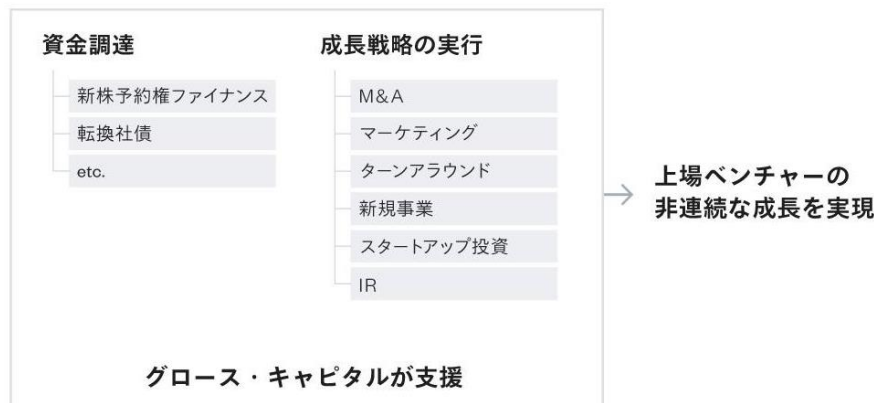 資金調達
新株予約権ファイナンス
転換社債
etc.
成長戦略の実行
M&A
マーケティング
ターンアラウンド
新規事業
スタートアップ投資
IR
上場ベンチャーの
非連続な成長を実現
グロース・キャピタルが支援